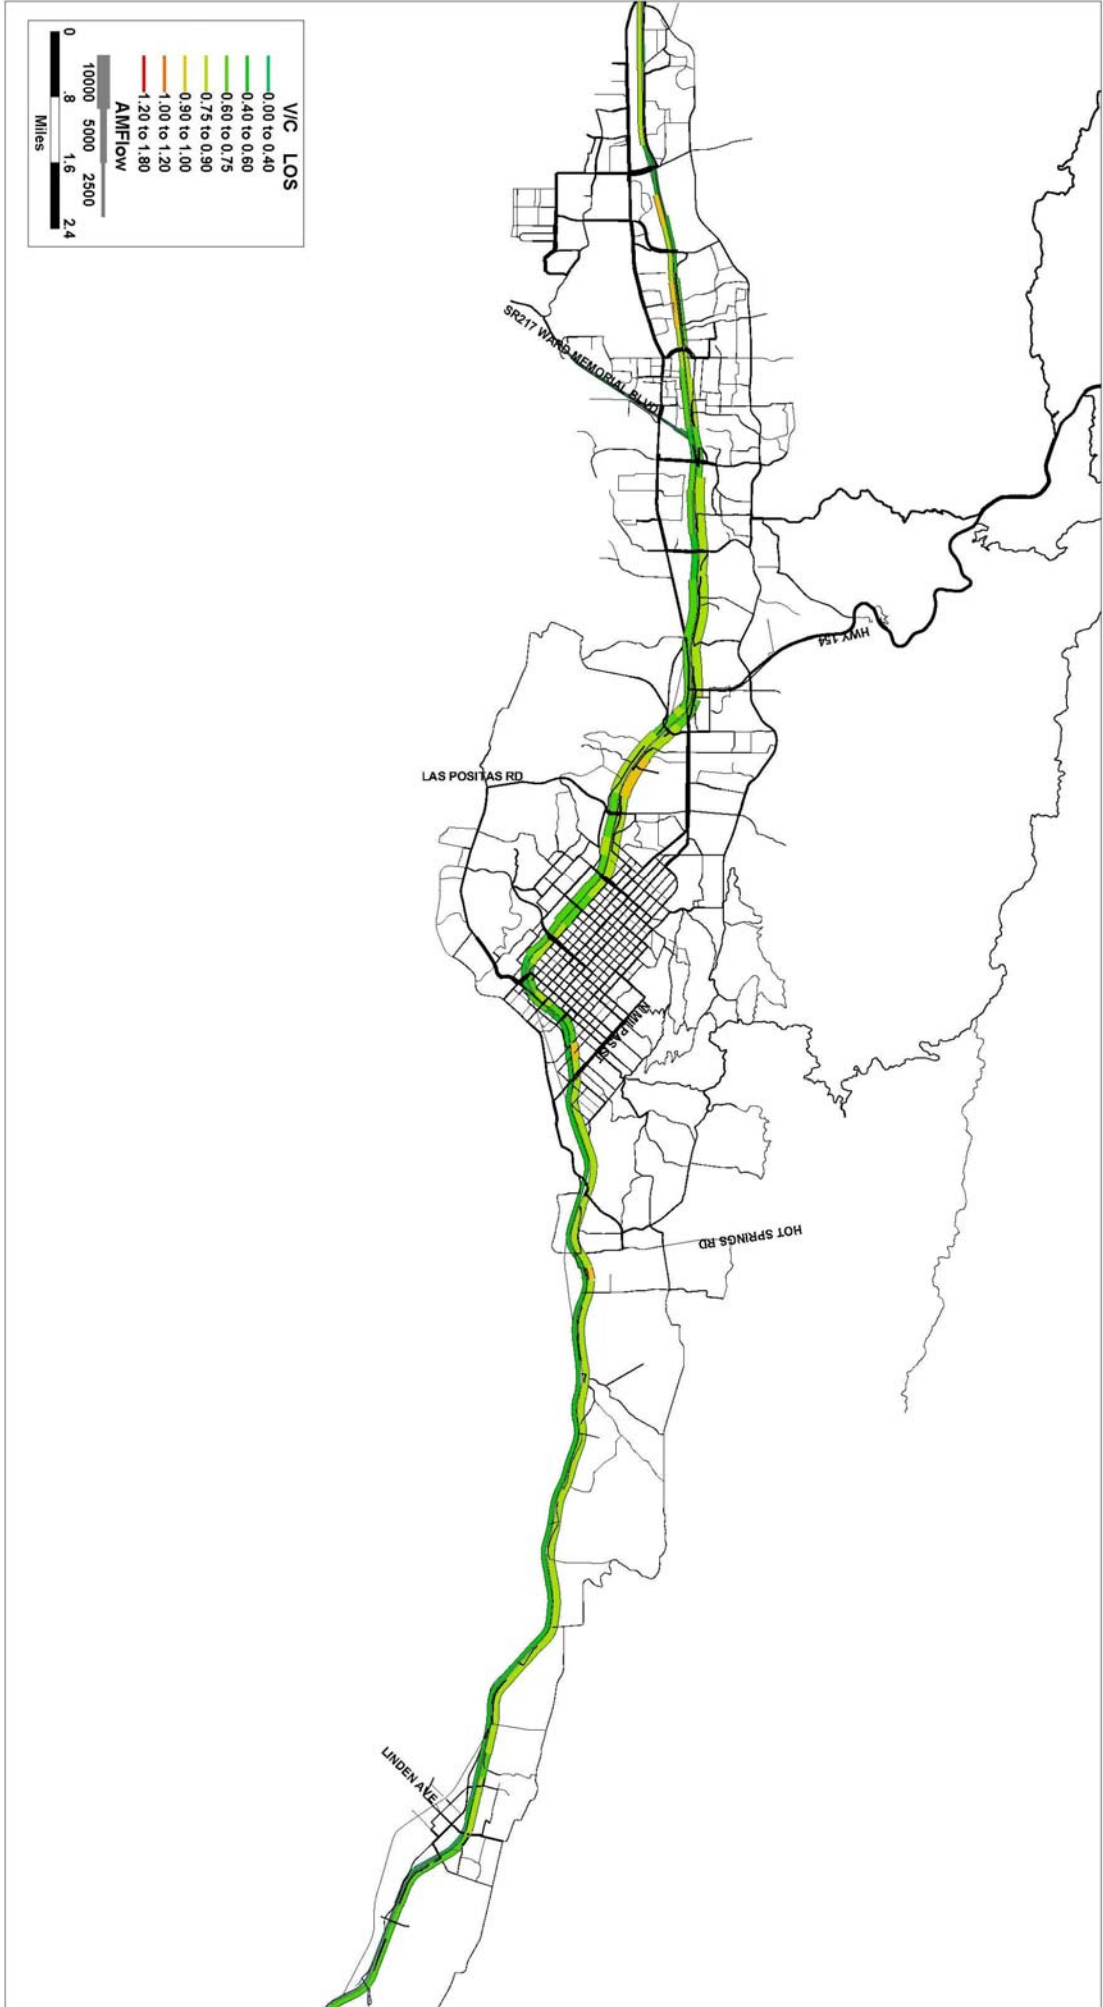 V/C LOS
0.00 to 0.40
0.40 to 0.60
0.60 to 0.75
0.75 to 0.90
0.90 to 1.00
1.00 to 1.20
1.20 to 1.80
AMFlow
10000 5000 2500
0 .8 1.6 2.4
Miles
SR217 WARD MEMORIAL BLVD
HWY 154
LAS POSITAS RD
N MILPAS ST
HOT SPRINGS RD
LINDEN AVE